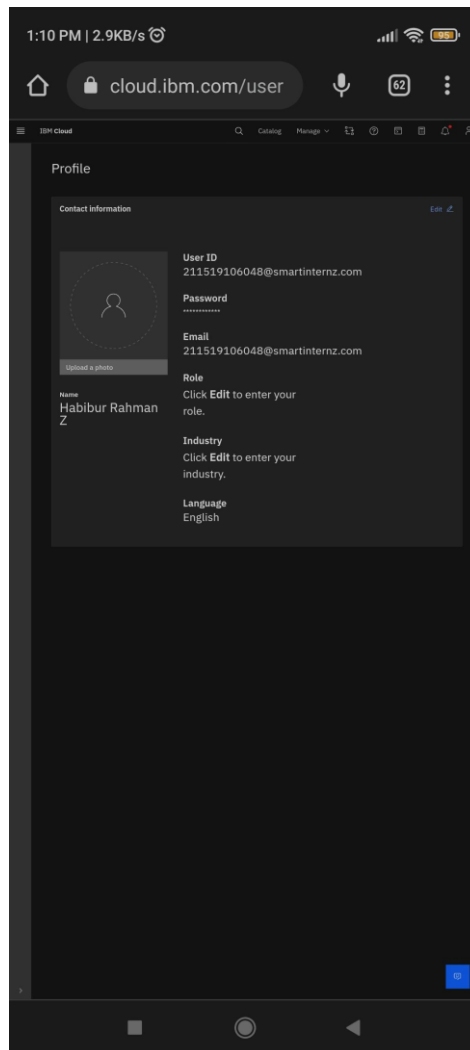 1:10 PM | 2.9KB/s
95
cloud.ibm.com/user
62
IBM Cloud
Catalog
Manage
Profile
Contact information
Edit
User ID
211519106048@smartinternz.com
Password
············
Email
211519106048@smartinternz.com
Upload a photo
Role
Click Edit to enter your
role.
Name
Habibur Rahman
Z
Industry
Click Edit to enter your
industry.
Language
English